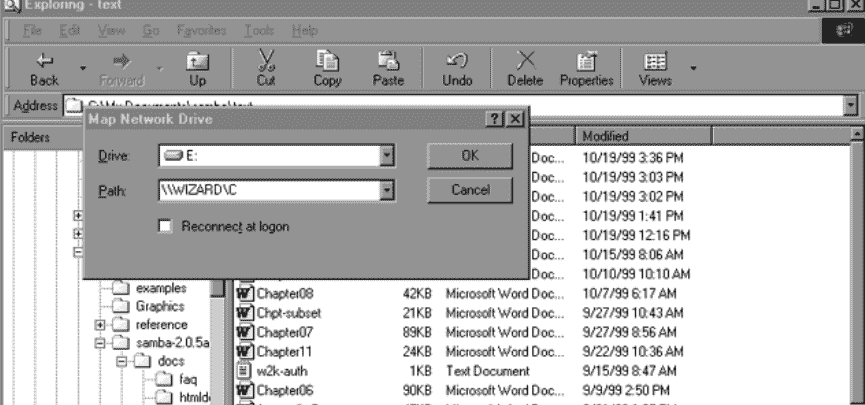 Exploring - text
File Edit View Go Favorites Tools Help
Back Forward Up Cut Copy Paste Undo Delete Properties Views
Address
Map Network Drive
Folders
Modified
Drive: E: OK
Path: \\WIZARD\C Cancel
Reconnect at logon
Doc... 10/19/99 3:36 PM
Doc... 10/19/99 3:03 PM
Doc... 10/19/99 3:02 PM
Doc... 10/19/99 1:41 PM
Doc... 10/19/99 12:16 PM
Doc... 10/15/99 8:06 AM
Doc... 10/10/99 10:10 AM
examples
Graphics
reference
samba-2.0.5a
docs
faq
Chapter08 42KB Microsoft Word Doc... 10/7/99 6:17 AM
Chpt-subset 21KB Microsoft Word Doc... 9/27/99 10:43 AM
Chapter07 89KB Microsoft Word Doc... 9/27/99 8:56 AM
Chapter11 24KB Microsoft Word Doc... 9/22/99 10:36 AM
w2k-auth 1KB Text Document 9/15/99 8:47 AM
Chapter06 90KB Microsoft Word Doc... 9/9/99 2:50 PM